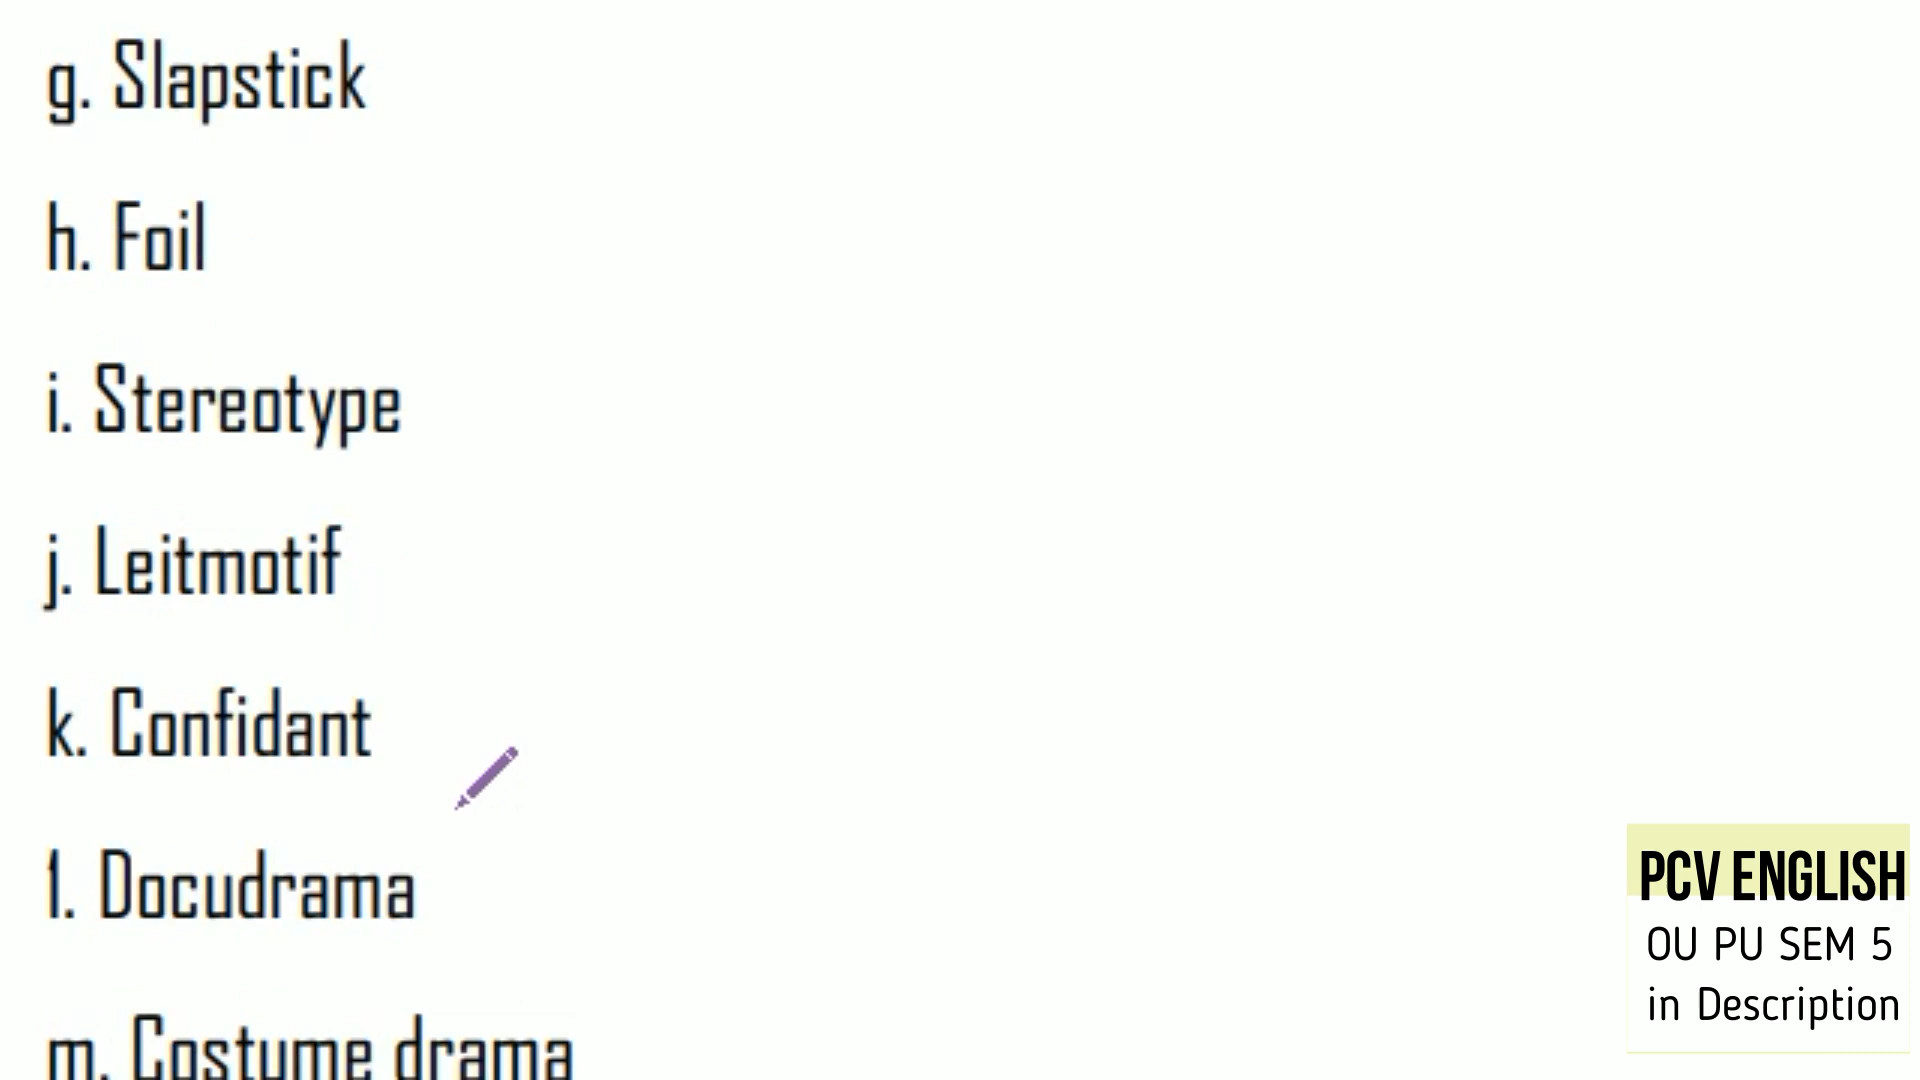 g. Slapstick
h. Foil
i. Stereotype
j. Leitmotif
k. Confidant
l. Docudrama
m. Costume drama
PCV ENGLISH
OU PU SEM 5
in Description